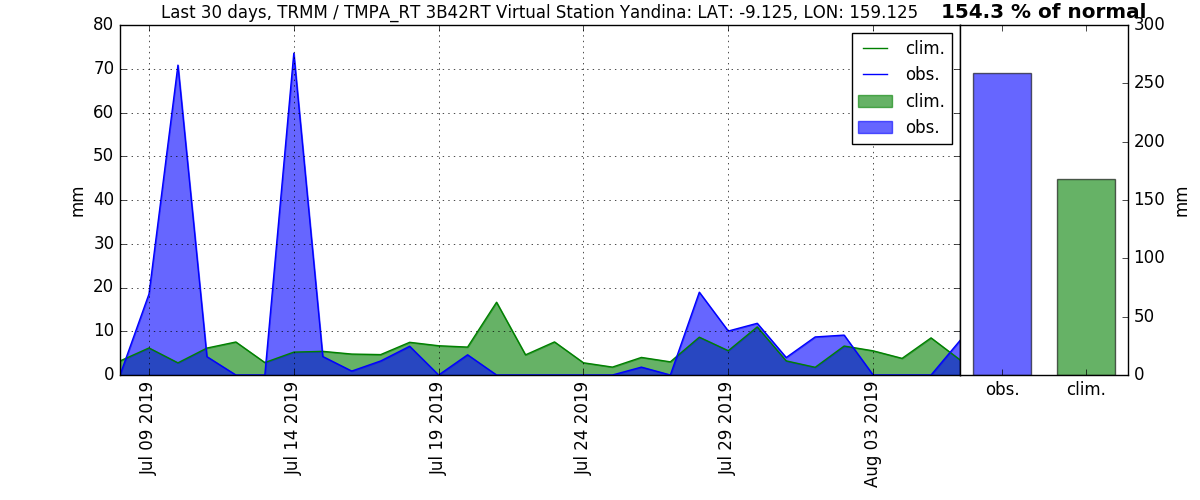 Last 30 days, TRMM / TMPA_RT 3B42RT Virtual Station Yandina: LAT: -9.125, LON: 159.125
154.3 % of normal
80
70
60
50
40
30
20
10
0
mm
clim.
obs.
clim.
obs.
Jul 09 2019
Jul 14 2019
Jul 19 2019
Jul 24 2019
Jul 29 2019
Aug 03 2019
300
250
200
150
100
50
0
mm
obs.
clim.